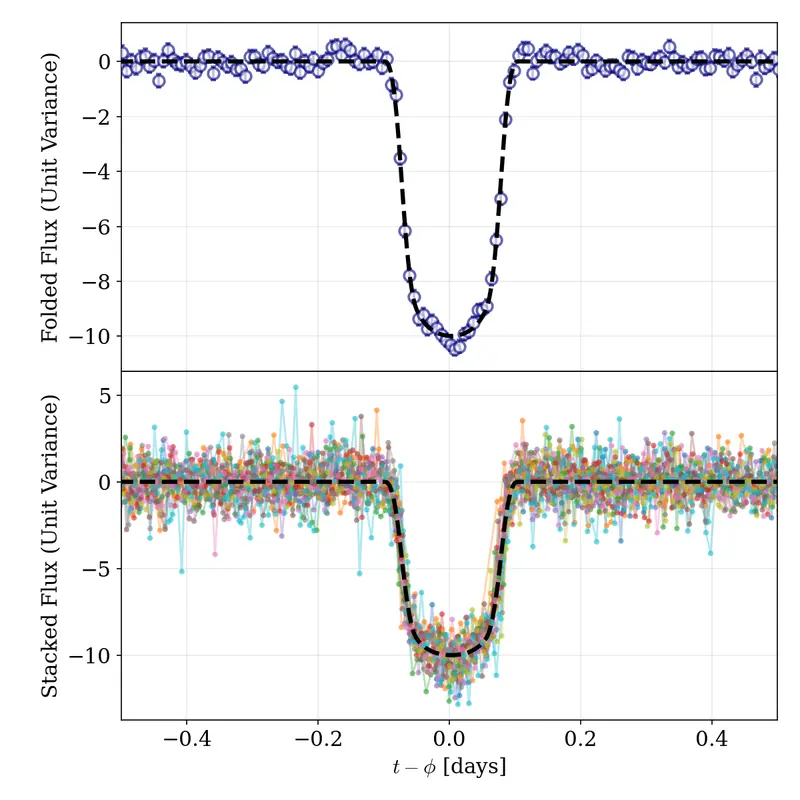 Folded Flux (Unit Variance)
0
−2
−4
−6
−8
−10
Stacked Flux (Unit Variance)
5
0
−5
−10
−0.4 −0.2 0.0 0.2 0.4
t − ϕ [days]